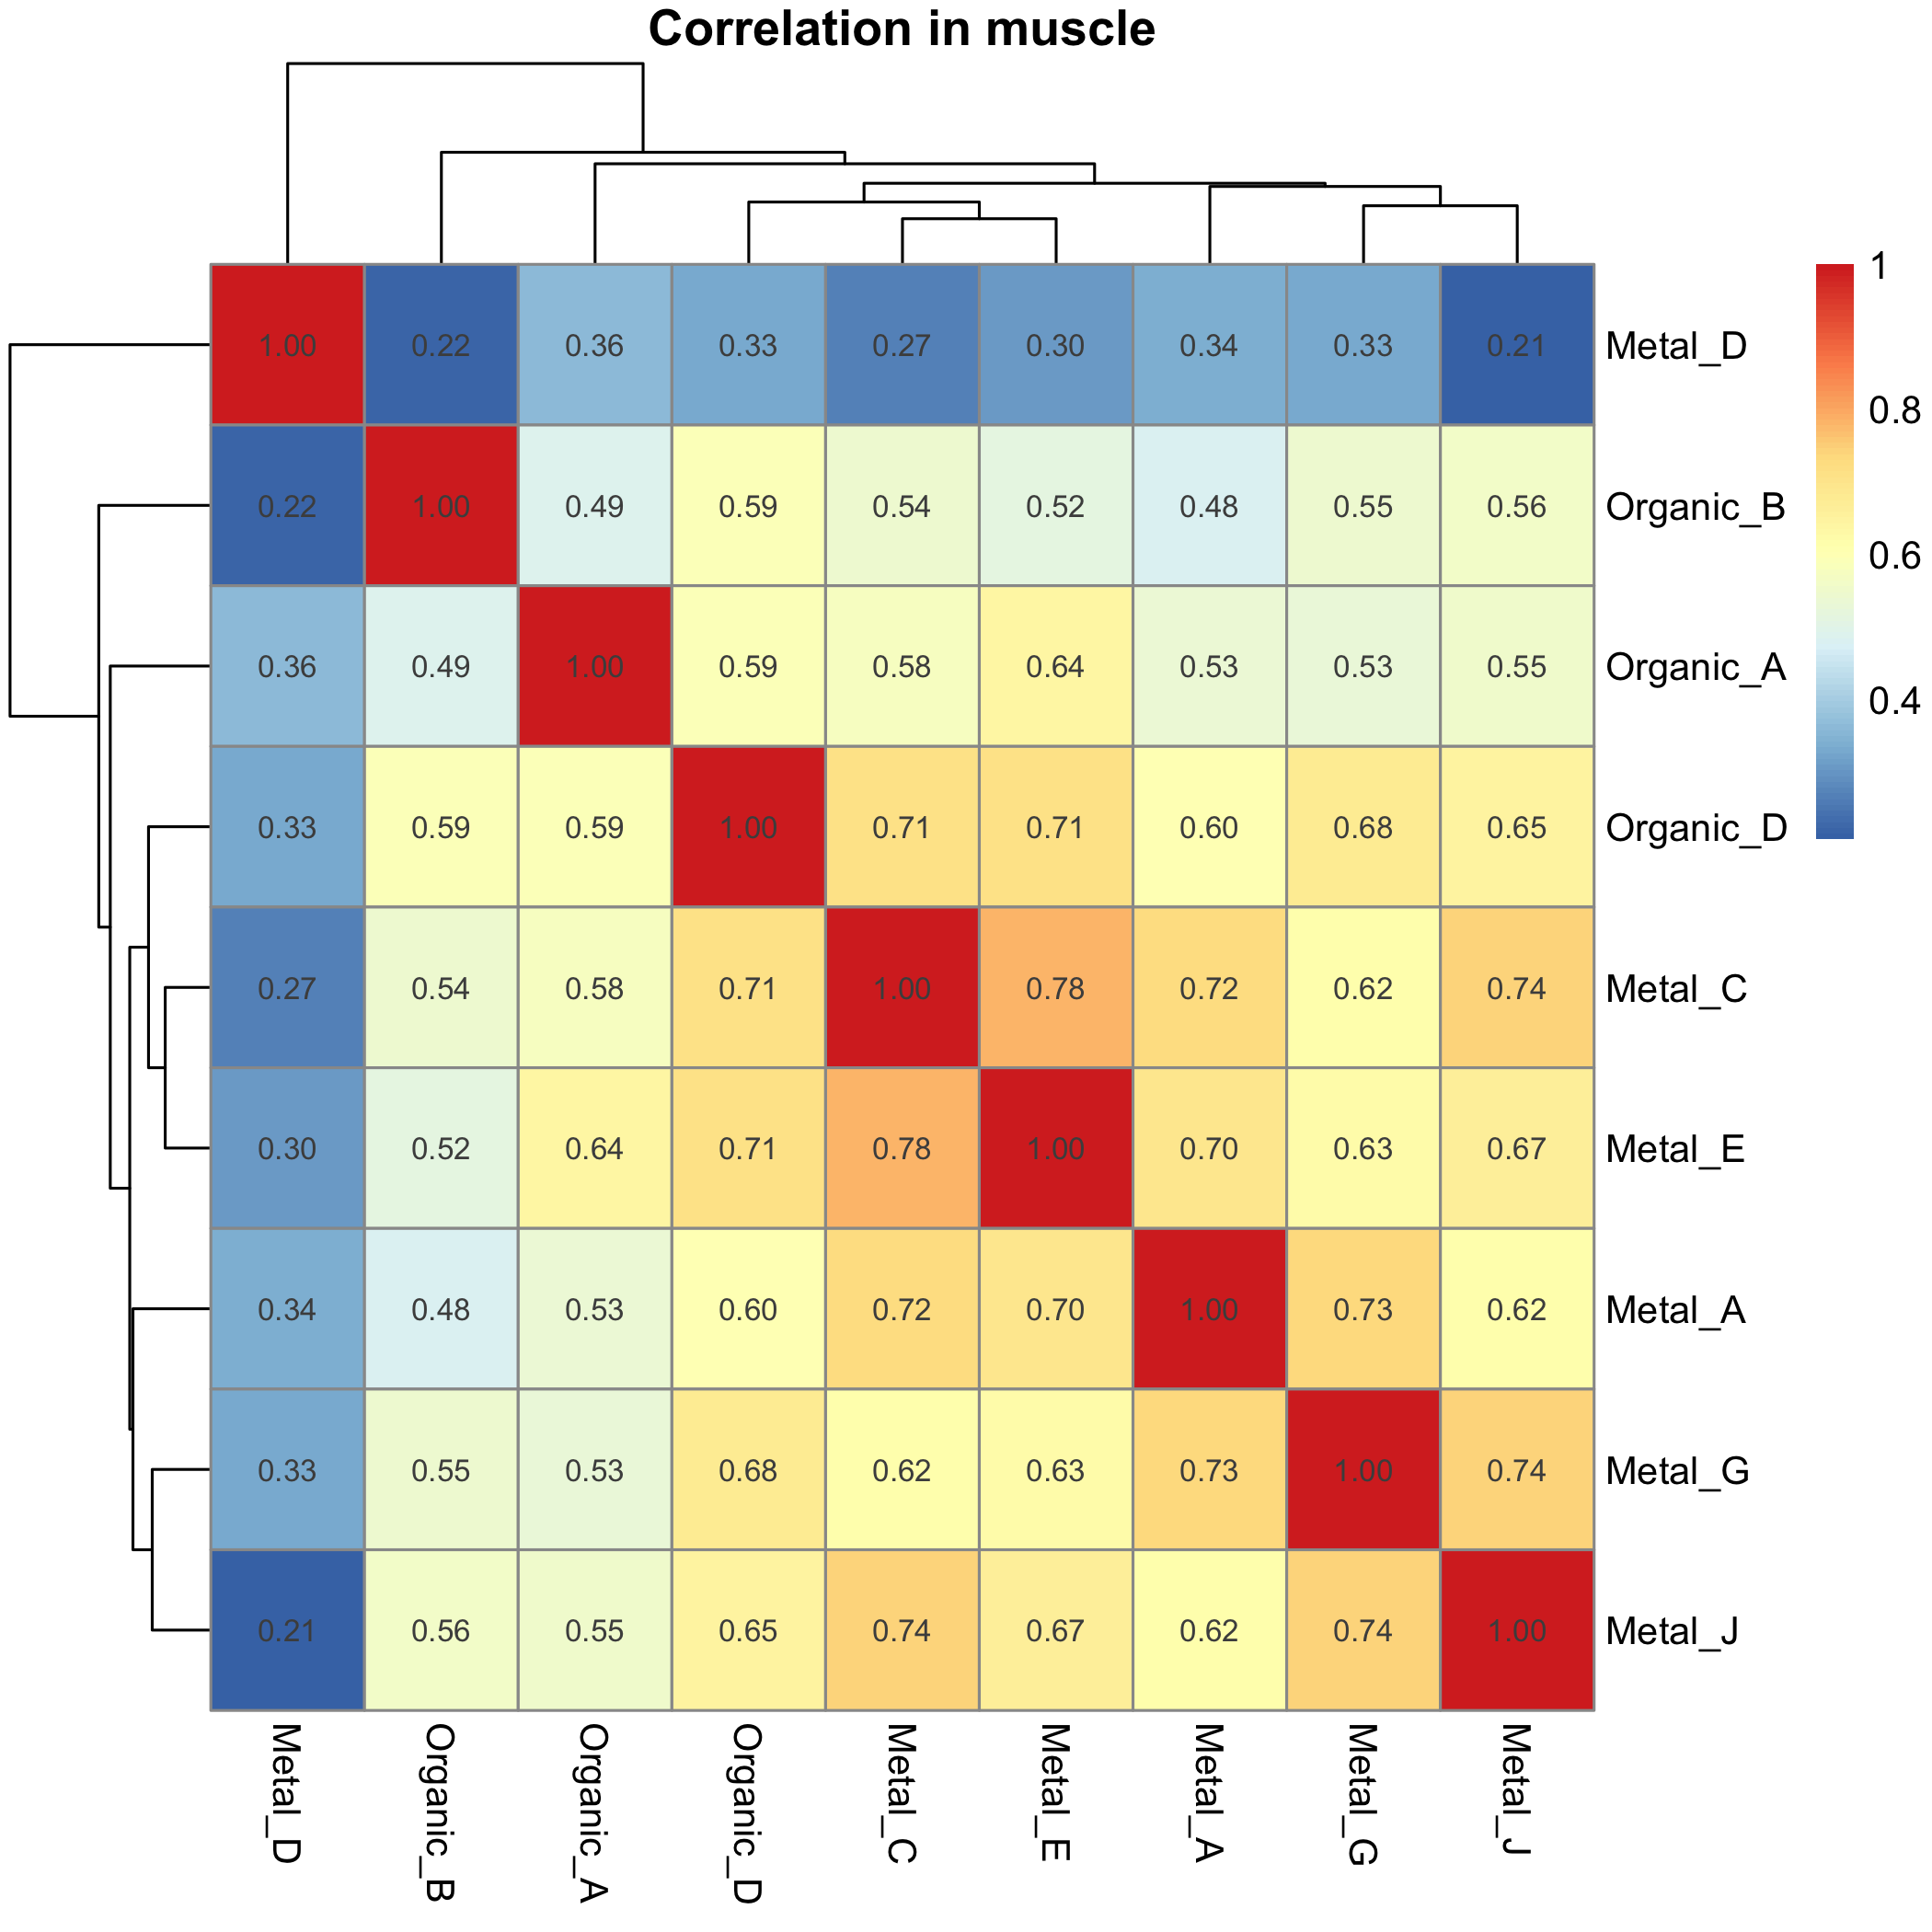 Correlation in muscle
1.00 0.22 0.36 0.33 0.27 0.30 0.34 0.33 0.21 Metal_D
0.22 1.00 0.49 0.59 0.54 0.52 0.48 0.55 0.56 Organic_B
0.36 0.49 1.00 0.59 0.58 0.64 0.53 0.53 0.55 Organic_A
0.33 0.59 0.59 1.00 0.71 0.71 0.60 0.68 0.65 Organic_D
0.27 0.54 0.58 0.71 1.00 0.78 0.72 0.62 0.74 Metal_C
0.30 0.52 0.64 0.71 0.78 1.00 0.70 0.63 0.67 Metal_E
0.34 0.48 0.53 0.60 0.72 0.70 1.00 0.73 0.62 Metal_A
0.33 0.55 0.53 0.68 0.62 0.63 0.73 1.00 0.74 Metal_G
0.21 0.56 0.55 0.65 0.74 0.67 0.62 0.74 1.00 Metal_J
Metal_D
Organic_B
Organic_A
Organic_D
Metal_C
Metal_E
Metal_A
Metal_G
Metal_J
1
0.8
0.6
0.4